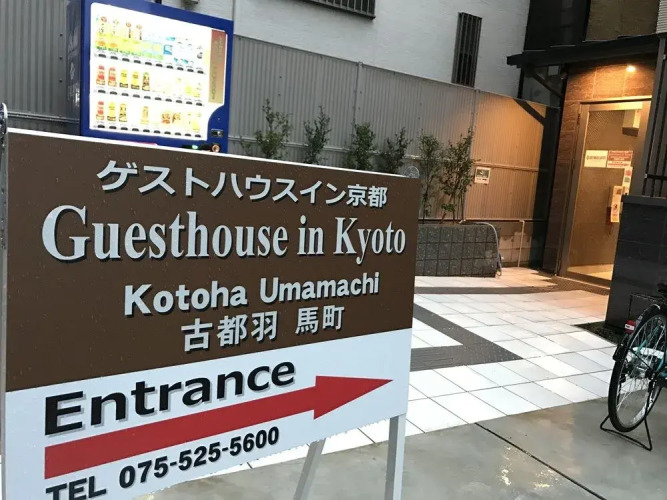 ゲストハウスイン京都
Guesthouse in Kyoto
Kotoha Umamachi
古都羽 馬町
Entrance
TEL 075-525-5600